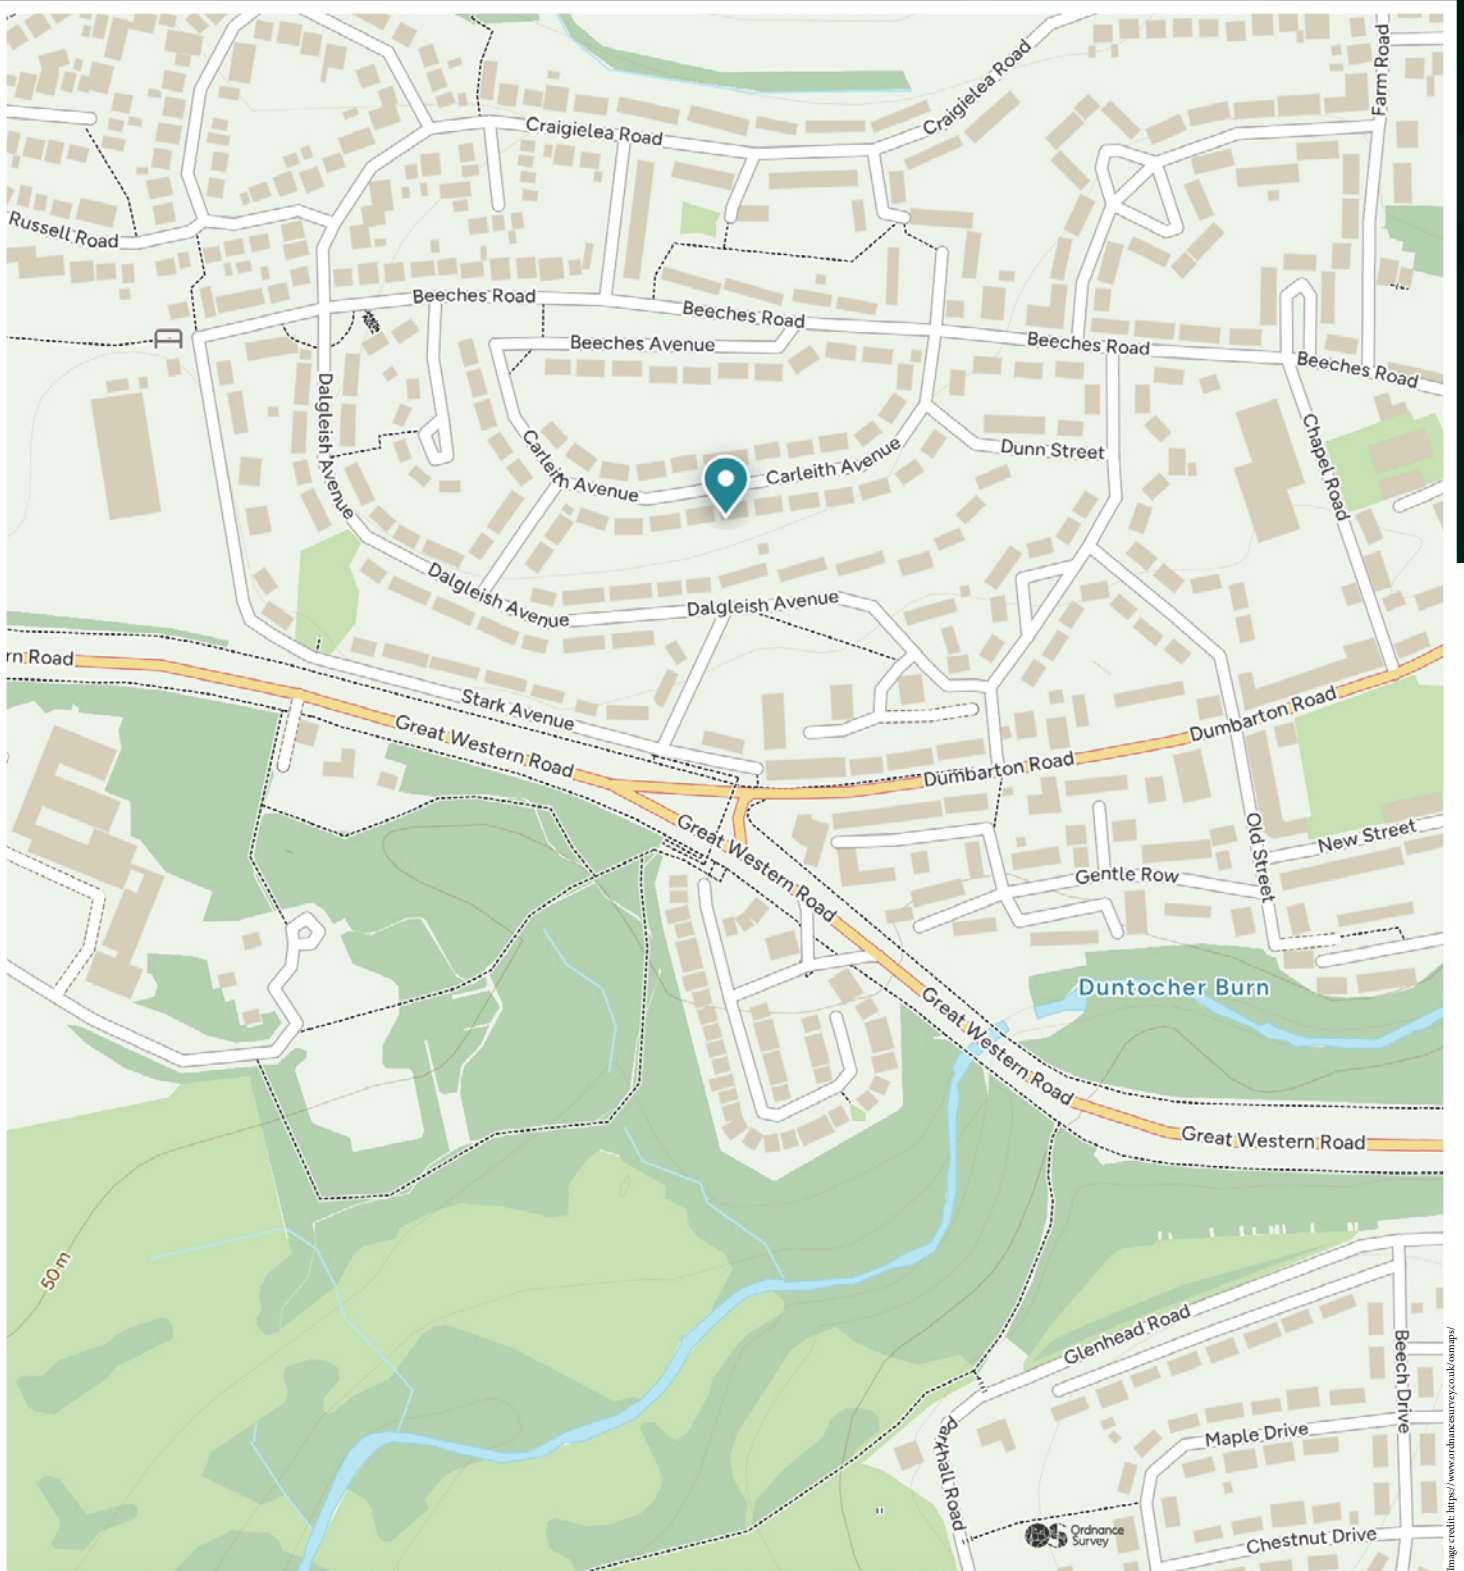 Farm Road
Craigielea Road
Craigielea Road
Russell Road
Beeches Road
Beeches Road
Beeches Road
Beeches Avenue
Beeches Road
Dalgleish Avenue
Carleith Avenue
Carleith Avenue
Dunn Street
Chapel Road
Dalgleish Avenue
Dalgleish Avenue
rn Road
Stark Avenue
Great Western Road
Dumbarton Road
Dumbarton Road
Great Western Road
Old Street
New Street
Gentle Row
Duntocher Burn
Great Western Road
Great Western Road
50 m
Glenhead Road
Beech Drive
Maple Drive
Parkhall Road
Chestnut Drive
OS
Ordnance
Survey
Image credit: https://www.ordnancesurvey.co.uk/osmaps/